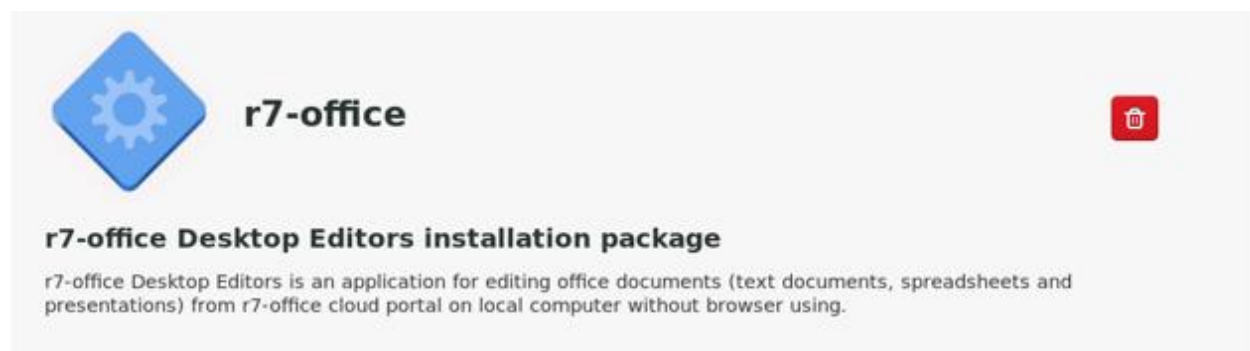 r7-office
r7-office Desktop Editors installation package
r7-office Desktop Editors is an application for editing office documents (text documents, spreadsheets and
presentations) from r7-office cloud portal on local computer without browser using.